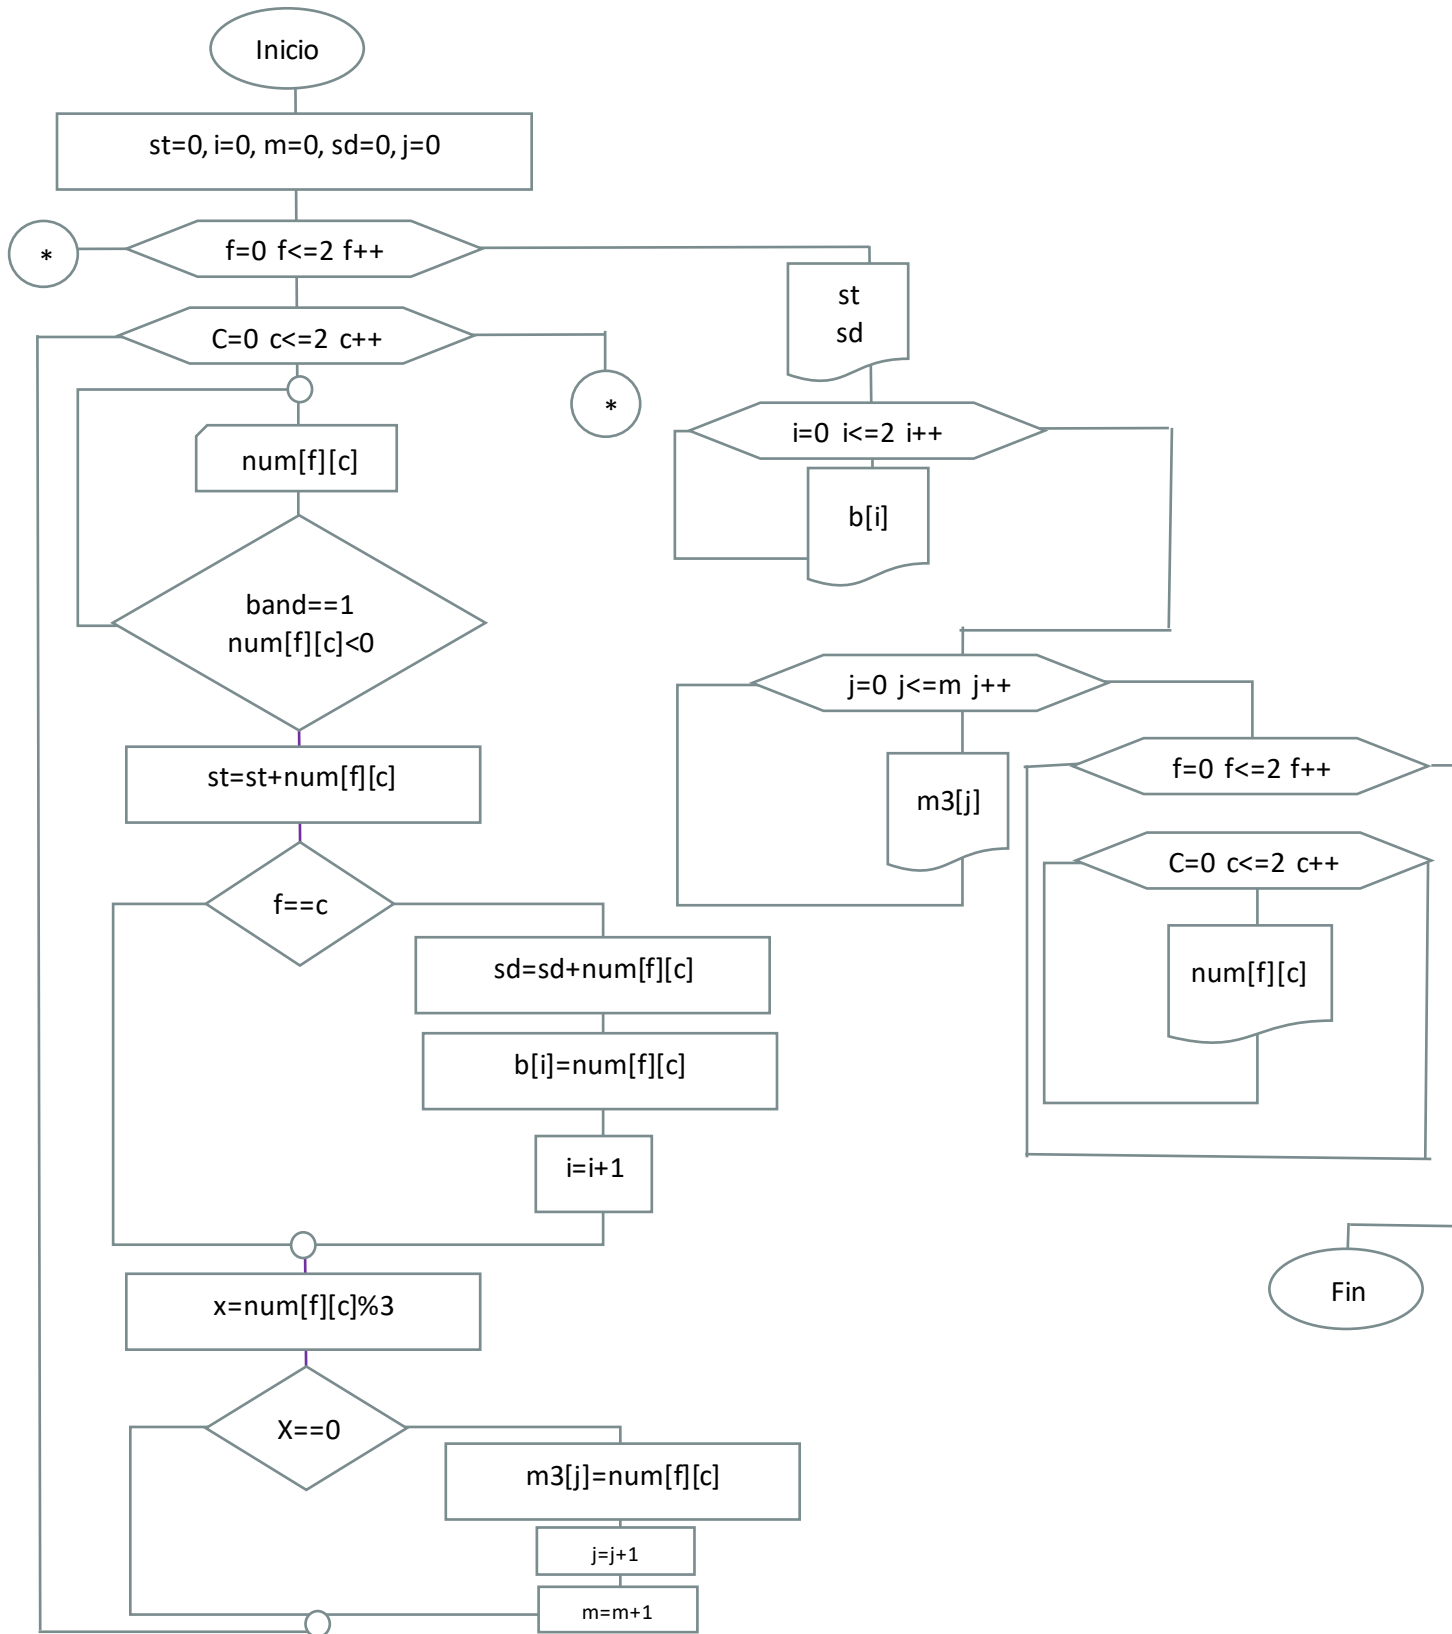 Inicio
st=0, i=0, m=0, sd=0, j=0
*
f=0 f<=2 f++
C=0 c<=2 c++
*
num[f][c]
band==1
num[f][c]<0
st=st+num[f][c]
f==c
sd=sd+num[f][c]
b[i]=num[f][c]
i=i+1
x=num[f][c]%3
X==0
m3[j]=num[f][c]
j=j+1
m=m+1
st
sd
i=0 i<=2 i++
b[i]
j=0 j<=m j++
m3[j]
f=0 f<=2 f++
C=0 c<=2 c++
num[f][c]
Fin